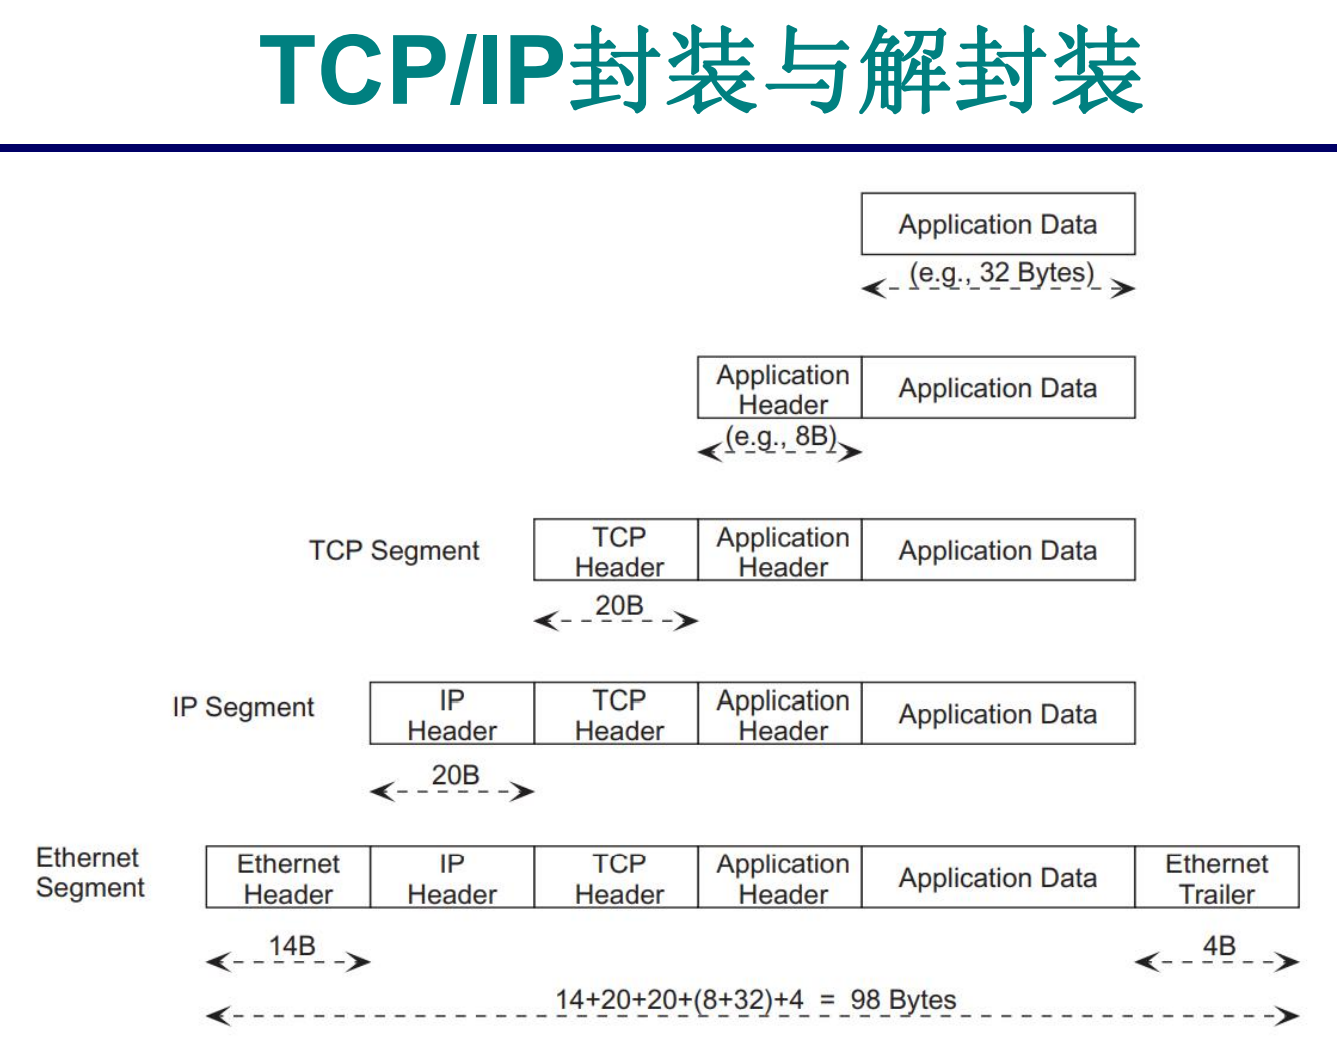 TCP/IP封装与解封装
Application Data
(e.g., 32 Bytes)
Application Header Application Data
(e.g., 8B)
TCP Segment TCP Header Application Header Application Data
20B
IP Segment IP Header TCP Header Application Header Application Data
20B
Ethernet Segment Ethernet Header IP Header TCP Header Application Header Application Data Ethernet Trailer
14B 4B
14+20+20+(8+32)+4 = 98 Bytes